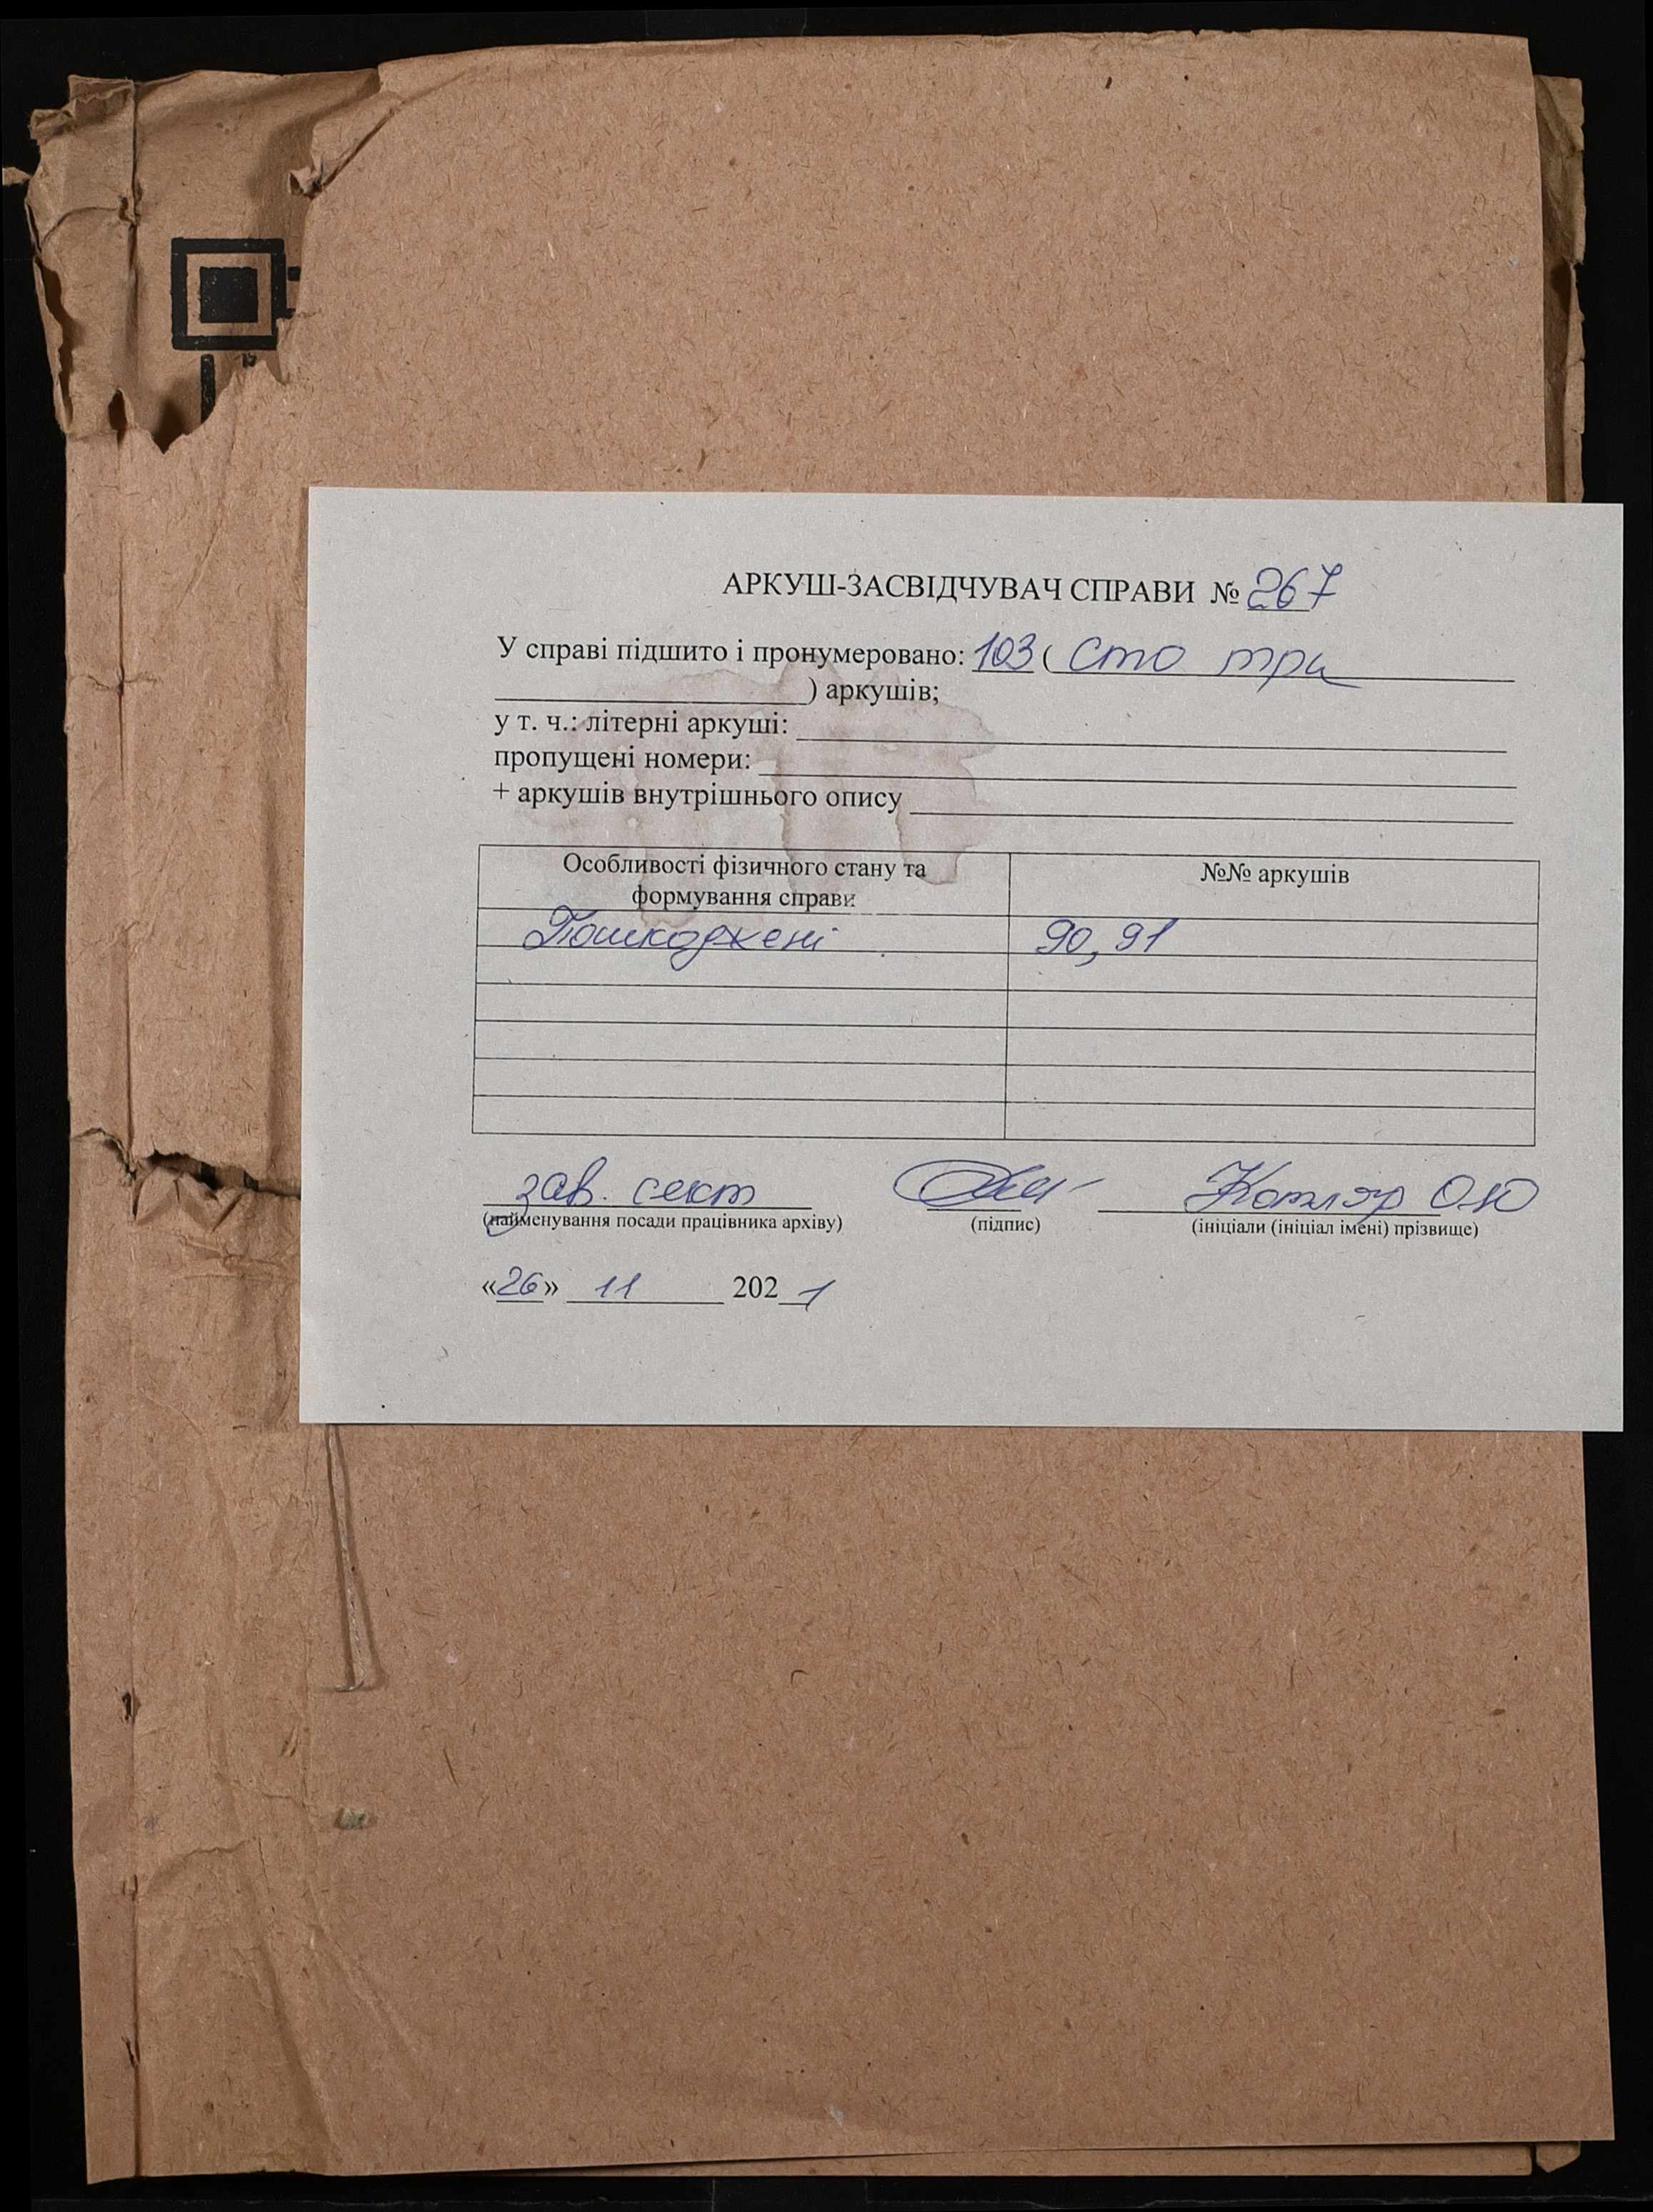 АРКУШ-ЗАСВІДЧУВАЧ СПРАВИ № 267
У справі підшито і пронумеровано: 103 ( сто три
) аркушів;
у т. ч.: літерні аркуші:
пропущені номери:
+ аркушів внутрішнього опису
Особливості фізичного стану та формування справи №№ аркушів
Пошкоджені 90, 91
зав. сект Котляр О.Ю
(найменування посади працівника архіву) (підпис) (ініціали (ініціал імені) прізвище)
«26» 11 2021